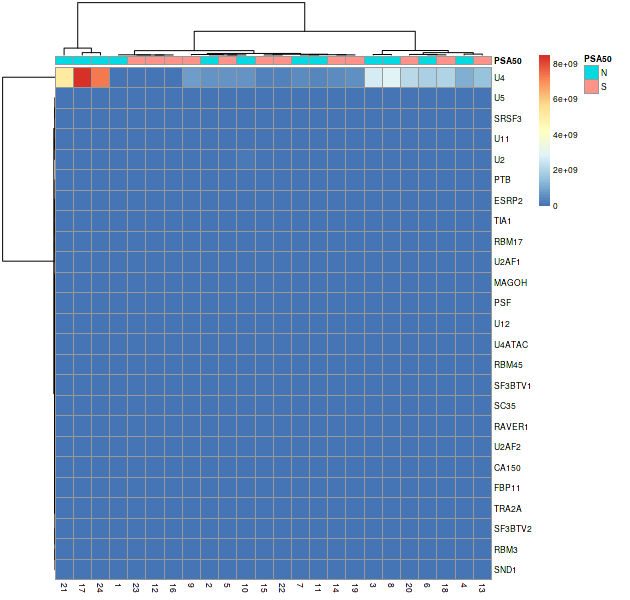 PSA50
U4
U5
SRSF3
U11
U2
PTB
ESRP2
TIA1
RBM17
U2AF1
MAGOH
PSF
U12
U4ATAC
RBM45
SF3BTV1
SC35
RAVER1
U2AF2
CA150
FBP11
TRA2A
SF3BTV2
RBM3
SND1
21 17 24 1 23 12 16 9 2 5 10 15 22 7 11 14 19 3 8 20 6 18 4 13
8e+09
6e+09
4e+09
2e+09
0
PSA50
N
S